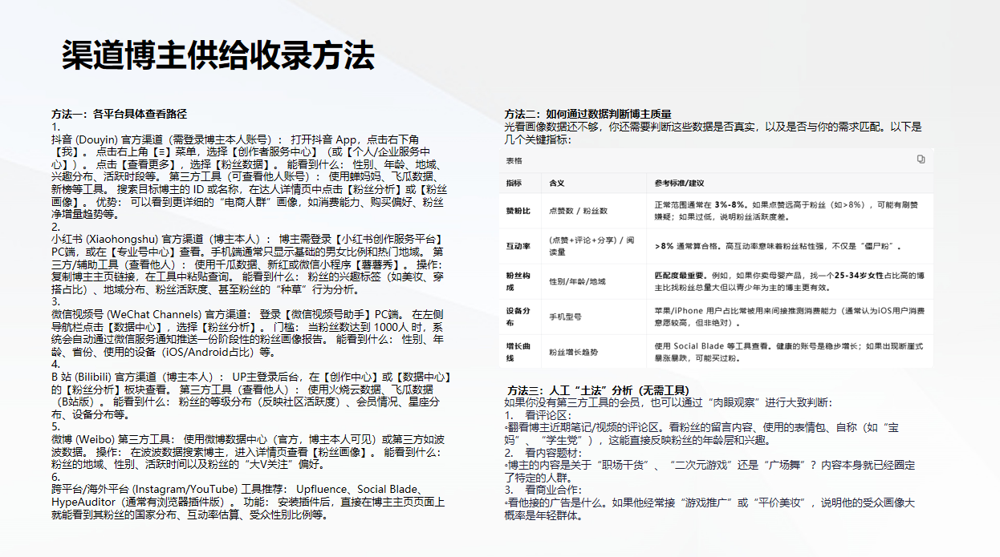 渠道博主供给收录方法
方法一：各平台具体查看路径
1.
抖音 (Douyin) 官方渠道（需登录博主本人账号）： 打开抖音 App，点击右下角
【我】。 点击右上角【≡】菜单，选择【创作者服务中心】（或【个人/企业服务中
心】）。 点击【查看更多】，选择【粉丝数据】。 能看到什么： 性别、年龄、地域、
兴趣分布、活跃时段等。 第三方工具（可查看他人账号）： 使用蝉妈妈、飞瓜数据、
新榜等工具。 搜索目标博主的 ID 或名称，在达人详情页中点击【粉丝分析】或【粉丝
画像】。 优势： 可以看到更详细的“电商人群”画像，如消费能力、购买偏好、粉丝
净增量趋势等。
2.
小红书 (Xiaohongshu) 官方渠道（博主本人）： 博主需登录【小红书创作服务平台】
PC端，或在【专业号中心】查看。手机端通常只显示基础的男女比例和热门地域。 第
三方/辅助工具（查看他人）： 使用千瓜数据、新红或微信小程序【蘑蘑秀】。 操作：
复制博主主页链接，在工具中粘贴查询。 能看到什么： 粉丝的兴趣标签（如美妆、穿
搭占比）、地域分布、粉丝活跃度、甚至粉丝的“种草”行为分析。
3.
微信视频号 (WeChat Channels) 官方渠道： 登录【微信视频号助手】PC端。 在左侧
导航栏点击【数据中心】，选择【粉丝分析】。 门槛： 当粉丝数达到 1000人 时，系
统会自动通过微信服务通知推送一份阶段性的粉丝画像报告。 能看到什么： 性别、年
龄、省份、使用的设备（iOS/Android占比）等。
4.
B 站 (Bilibili) 官方渠道（博主本人）： UP主登录后台，在【创作中心】或【数据中心】
的【粉丝分析】板块查看。 第三方工具（查看他人）： 使用火烧云数据、飞瓜数据
（B站版）。 能看到什么： 粉丝的等级分布（反映社区活跃度）、会员情况、星座分
布、设备分布等。
5.
微博 (Weibo) 第三方工具： 使用微博数据中心（官方，博主本人可见）或第三方如波
波数据。 操作： 在波波数据搜索博主，进入详情页查看【粉丝画像】。 能看到什么：
粉丝的地域、性别、活跃时间以及粉丝的“大V关注”偏好。
6.
跨平台/海外平台 (Instagram/YouTube) 工具推荐： Upfluence、Social Blade、
HypeAuditor（通常有浏览器插件版）。 功能： 安装插件后，直接在博主主页页面上
就能看到其粉丝的国家分布、互动率估算、受众性别比例等。
方法二：如何通过数据判断博主质量
光看画像数据还不够，你还需要判断这些数据是否真实，以及是否与你的需求匹配。以下是
几个关键指标：
表格
指标 含义 参考标准/建议
赞粉比 点赞数 / 粉丝数 正常范围通常在 3%-8%。如果点赞远高于粉丝（如>8%），可能有刷赞
嫌疑；如果过低，说明粉丝活跃度差。
互动率 (点赞+评论+分享) / 阅
读量 >8% 通常算合格。高互动率意味着粉丝粘性强，不仅是“僵尸粉”。
粉丝构
成 性别/年龄/地域 匹配度最重要。例如，如果你卖母婴产品，找一个25-34岁女性占比高的博
主比找粉丝总量大但以青少年为主的博主更有效。
设备分
布 手机型号 苹果/iPhone 用户占比常被用来间接推测消费能力（通常认为iOS用户消费
意愿较高，但非绝对）。
增长曲
线 粉丝增长趋势 使用 Social Blade 等工具查看。健康的账号是稳步增长；如果出现断崖式
暴涨暴跌，可能买过粉。
方法三：人工“土法”分析（无需工具）
如果你没有第三方工具的会员，也可以通过“肉眼观察”进行大致判断：
1. 看评论区：
◦翻看博主近期笔记/视频的评论区。看粉丝的留言内容、使用的表情包、自称（如“宝
妈”、“学生党”），这能直接反映粉丝的年龄层和兴趣。
2. 看内容题材：
◦博主的内容是关于“职场干货”、“二次元游戏”还是“广场舞”？内容本身就已经圈定
了特定的人群。
3. 看商业合作：
◦看他接的广告是什么。如果他经常接“游戏推广”或“平价美妆”，说明他的受众画像大
概率是年轻群体。